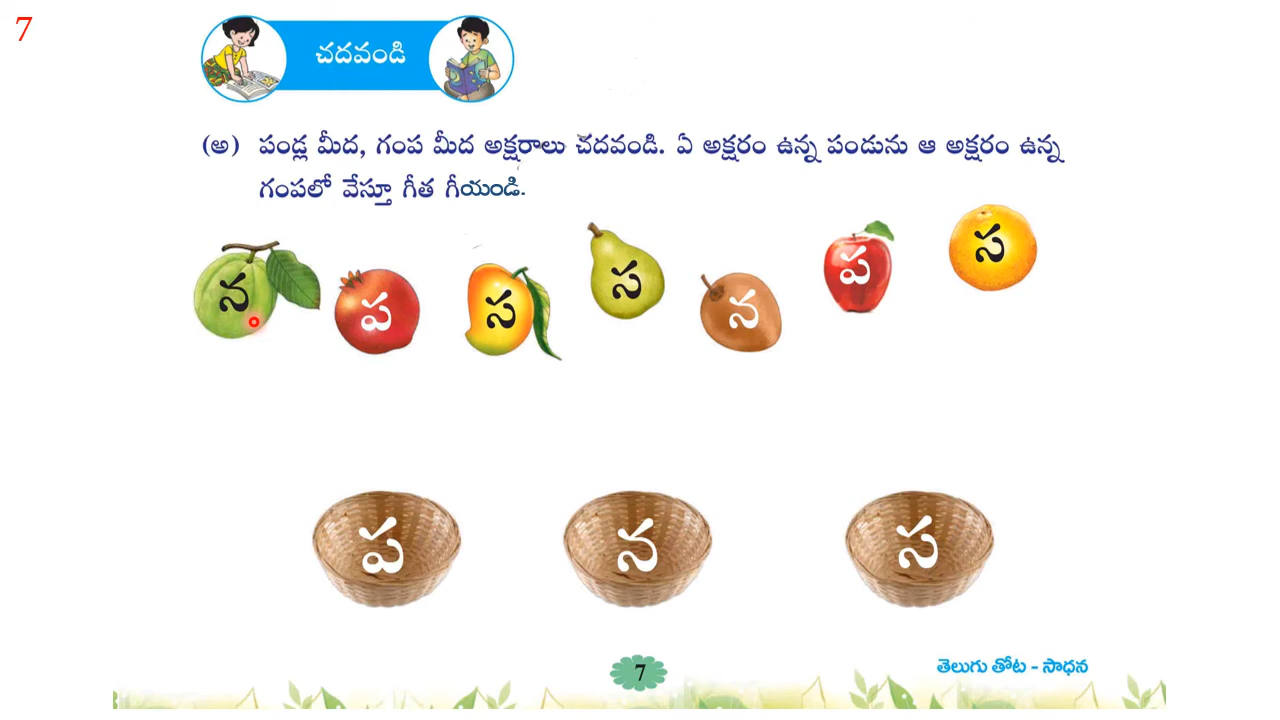 7
చదవండి
(అ) పండ్ల మీద, గంప మీద అక్షరాలు చదవండి. ఏ అక్షరం ఉన్న పండును ఆ అక్షరం ఉన్న
గంపలో వేస్తూ గీత గీయండి.
న ప స స న ప స
ప న స
7
తెలుగు తోట - సాధన